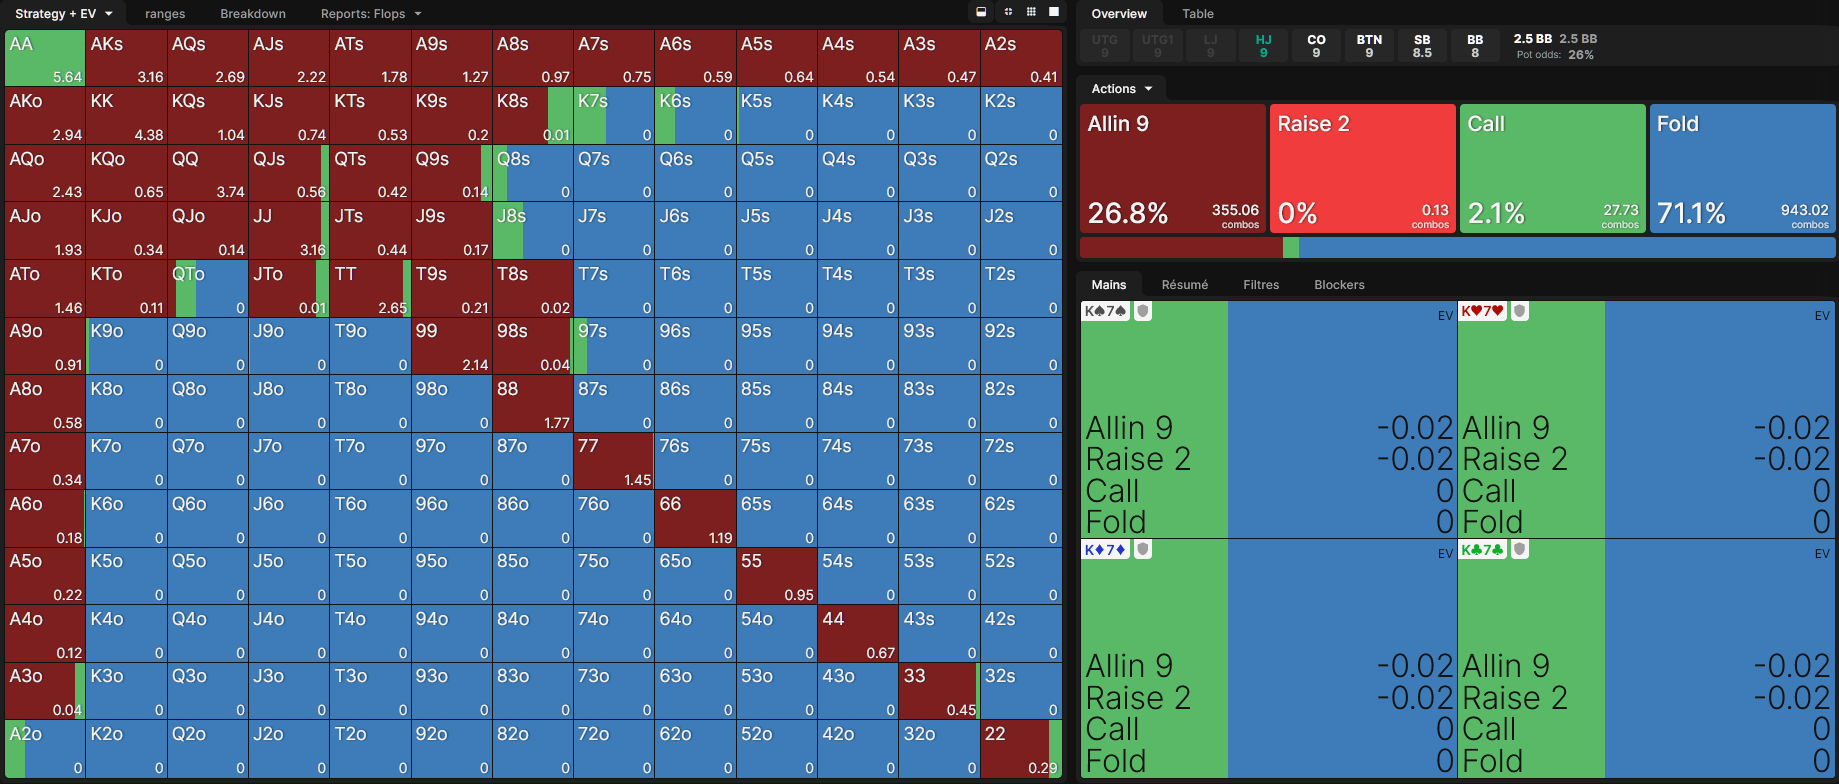 Strategy + EV ranges Breakdown Reports: Flops
AA AKs AQs AJs ATs A9s A8s A7s A6s A5s A4s A3s A2s
5.64 3.16 2.69 2.22 1.78 1.27 0.97 0.75 0.59 0.64 0.54 0.47 0.41
AKo KK KQs KJs KTs K9s K8s K7s K6s K5s K4s K3s K2s
2.94 4.38 1.04 0.74 0.53 0.2 0.01 0 0 0 0 0 0
AQo KQo QQ QJs QTs Q9s Q8s Q7s Q6s Q5s Q4s Q3s Q2s
2.43 0.65 3.74 0.56 0.42 0.14 0 0 0 0 0 0 0
AJo KJo QJo JJ JTs J9s J8s J7s J6s J5s J4s J3s J2s
1.93 0.34 0.14 3.16 0.44 0.17 0 0 0 0 0 0 0
ATo KTo QTo JTo TT T9s T8s T7s T6s T5s T4s T3s T2s
1.46 0.11 0 0.01 2.65 0.21 0.02 0 0 0 0 0 0
A9o K9o Q9o J9o T9o 99 98s 97s 96s 95s 94s 93s 92s
0.91 0 0 0 0 2.14 0.04 0 0 0 0 0 0
A8o K8o Q8o J8o T8o 98o 88 87s 86s 85s 84s 83s 82s
0.58 0 0 0 0 0 1.77 0 0 0 0 0 0
A7o K7o Q7o J7o T7o 97o 87o 77 76s 75s 74s 73s 72s
0.34 0 0 0 0 0 0 1.45 0 0 0 0 0
A6o K6o Q6o J6o T6o 96o 86o 76o 66 65s 64s 63s 62s
0.18 0 0 0 0 0 0 0 1.19 0 0 0 0
A5o K5o Q5o J5o T5o 95o 85o 75o 65o 55 54s 53s 52s
0.22 0 0 0 0 0 0 0 0 0.95 0 0 0
A4o K4o Q4o J4o T4o 94o 84o 74o 64o 54o 44 43s 42s
0.12 0 0 0 0 0 0 0 0 0 0.67 0 0
A3o K3o Q3o J3o T3o 93o 83o 73o 63o 53o 43o 33 32s
0.04 0 0 0 0 0 0 0 0 0 0 0.45 0
A2o K2o Q2o J2o T2o 92o 82o 72o 62o 52o 42o 32o 22
0 0 0 0 0 0 0 0 0 0 0 0 0.29
Overview Table
UTG UTG1 LJ HJ CO BTN SB BB 2.5 BB 2.5 BB
9 9 9 9 9 9 8.5 8 Pot odds: 26%
Actions
Allin 9 Raise 2 Call Fold
26.8% 355.06 0% 0.13 2.1% 27.73 71.1% 943.02
combos combos combos combos
Mains Résumé Filtres Blockers
K♠7♠ EV K♥7♥ EV
Allin 9 -0.02 Allin 9 -0.02
Raise 2 -0.02 Raise 2 -0.02
Call 0 Call 0
Fold 0 Fold 0
K♦7♦ EV K♣7♣ EV
Allin 9 -0.02 Allin 9 -0.02
Raise 2 -0.02 Raise 2 -0.02
Call 0 Call 0
Fold 0 Fold 0